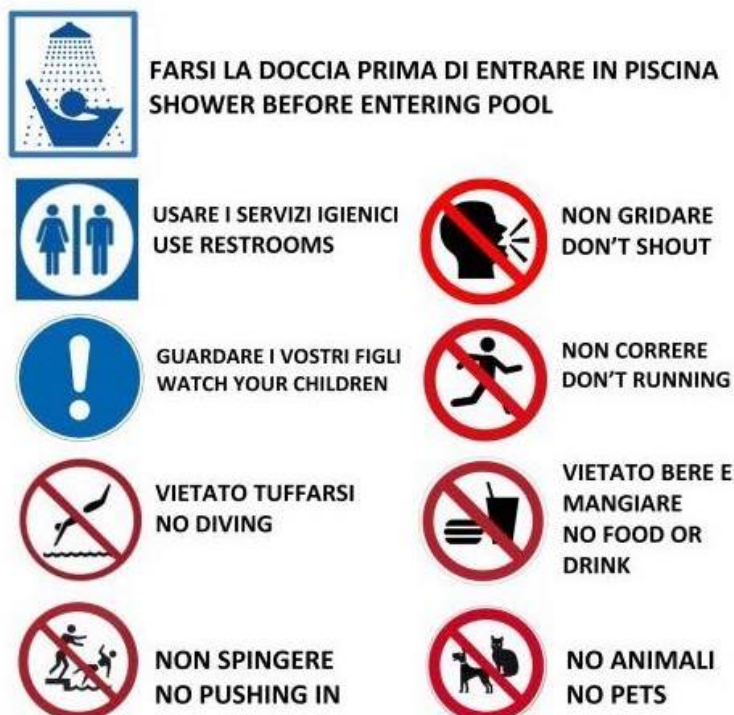 FARSI LA DOCCIA PRIMA DI ENTRARE IN PISCINA
SHOWER BEFORE ENTERING POOL
USARE I SERVIZI IGIENICI
USE RESTROOMS
NON GRIDARE
DON'T SHOUT
GUARDARE I VOSTRI FIGLI
WATCH YOUR CHILDREN
NON CORRERE
DON'T RUNNING
VIETATO TUFFARSI
NO DIVING
VIETATO BERE E
MANGIARE
NO FOOD OR
DRINK
NON SPINGERE
NO PUSHING IN
NO ANIMALI
NO PETS